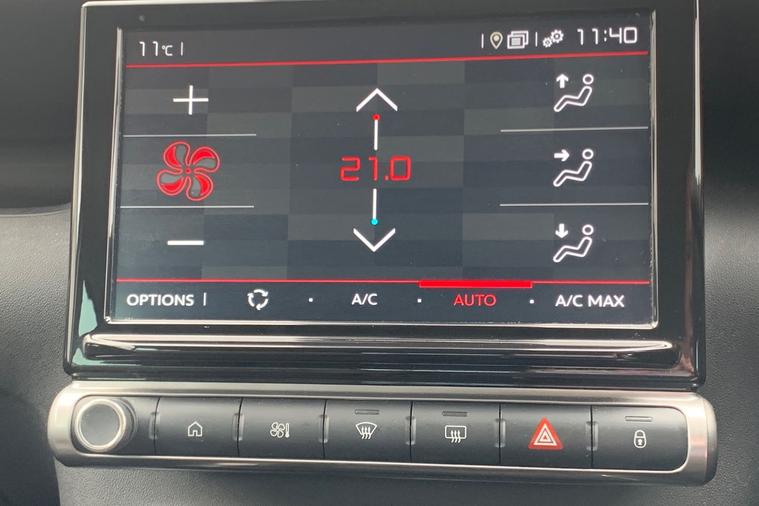 11°C 11:40
21.0
OPTIONS A/C AUTO A/C MAX